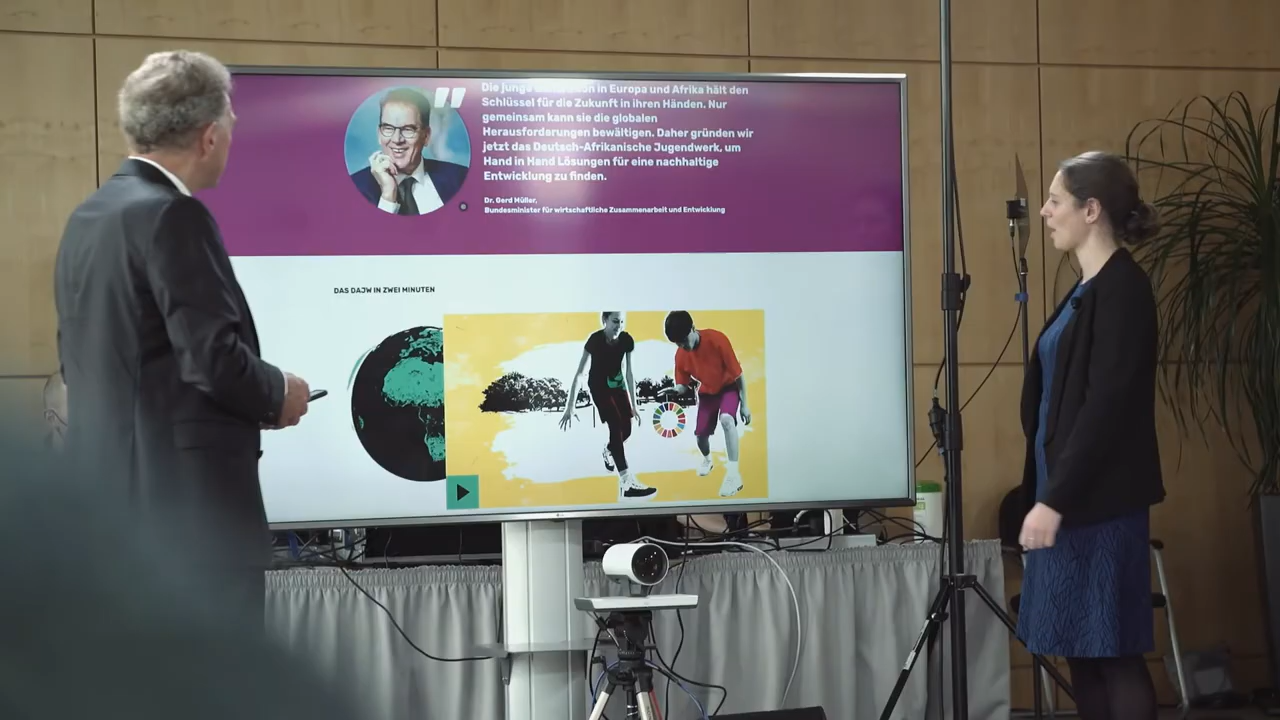 Die junge in Europa und Afrika hält den
Schlüssel für die Zukunft in ihren Händen. Nur
gemeinsam kann sie die globalen
Herausforderungen bewältigen. Daher gründen wir
jetzt das Deutsch-Afrikanische Jugendwerk, um
Hand in Hand Lösungen für eine nachhaltige
Entwicklung zu finden.
Dr. Gerd Müller,
Bundesminister für wirtschaftliche Zusammenarbeit und Entwicklung
DAS DAJW IN ZWEI MINUTEN